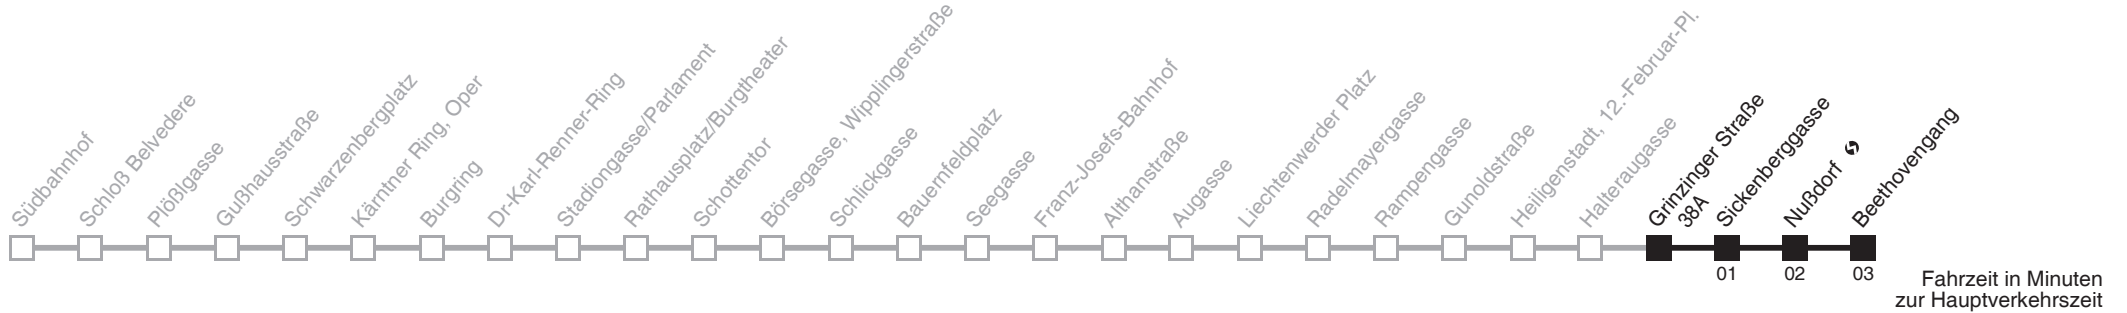 Südbahnhof
Schloß Belvedere
Plößlgasse
Gußhausstraße
Schwarzenbergplatz
Kärntner Ring, Oper
Burgring
Dr-Karl-Renner-Ring
Stadiongasse/Parlament
Rathausplatz/Burgtheater
Schottentor
Börsegasse, Wipplingerstraße
Schlickgasse
Bauernfeldplatz
Seegasse
Franz-Josefs-Bahnhof
Althanstraße
Augasse
Liechtenwerder Platz
Radelmayergasse
Rampengasse
Gunoldstraße
Heiligenstadt, 12.-Februar-Pl.
Halteraugasse
Grinzinger Straße
38A
Sickenberggasse
Nußdorf
Beethovengang
01 02 03
Fahrzeit in Minuten
zur Hauptverkehrszeit